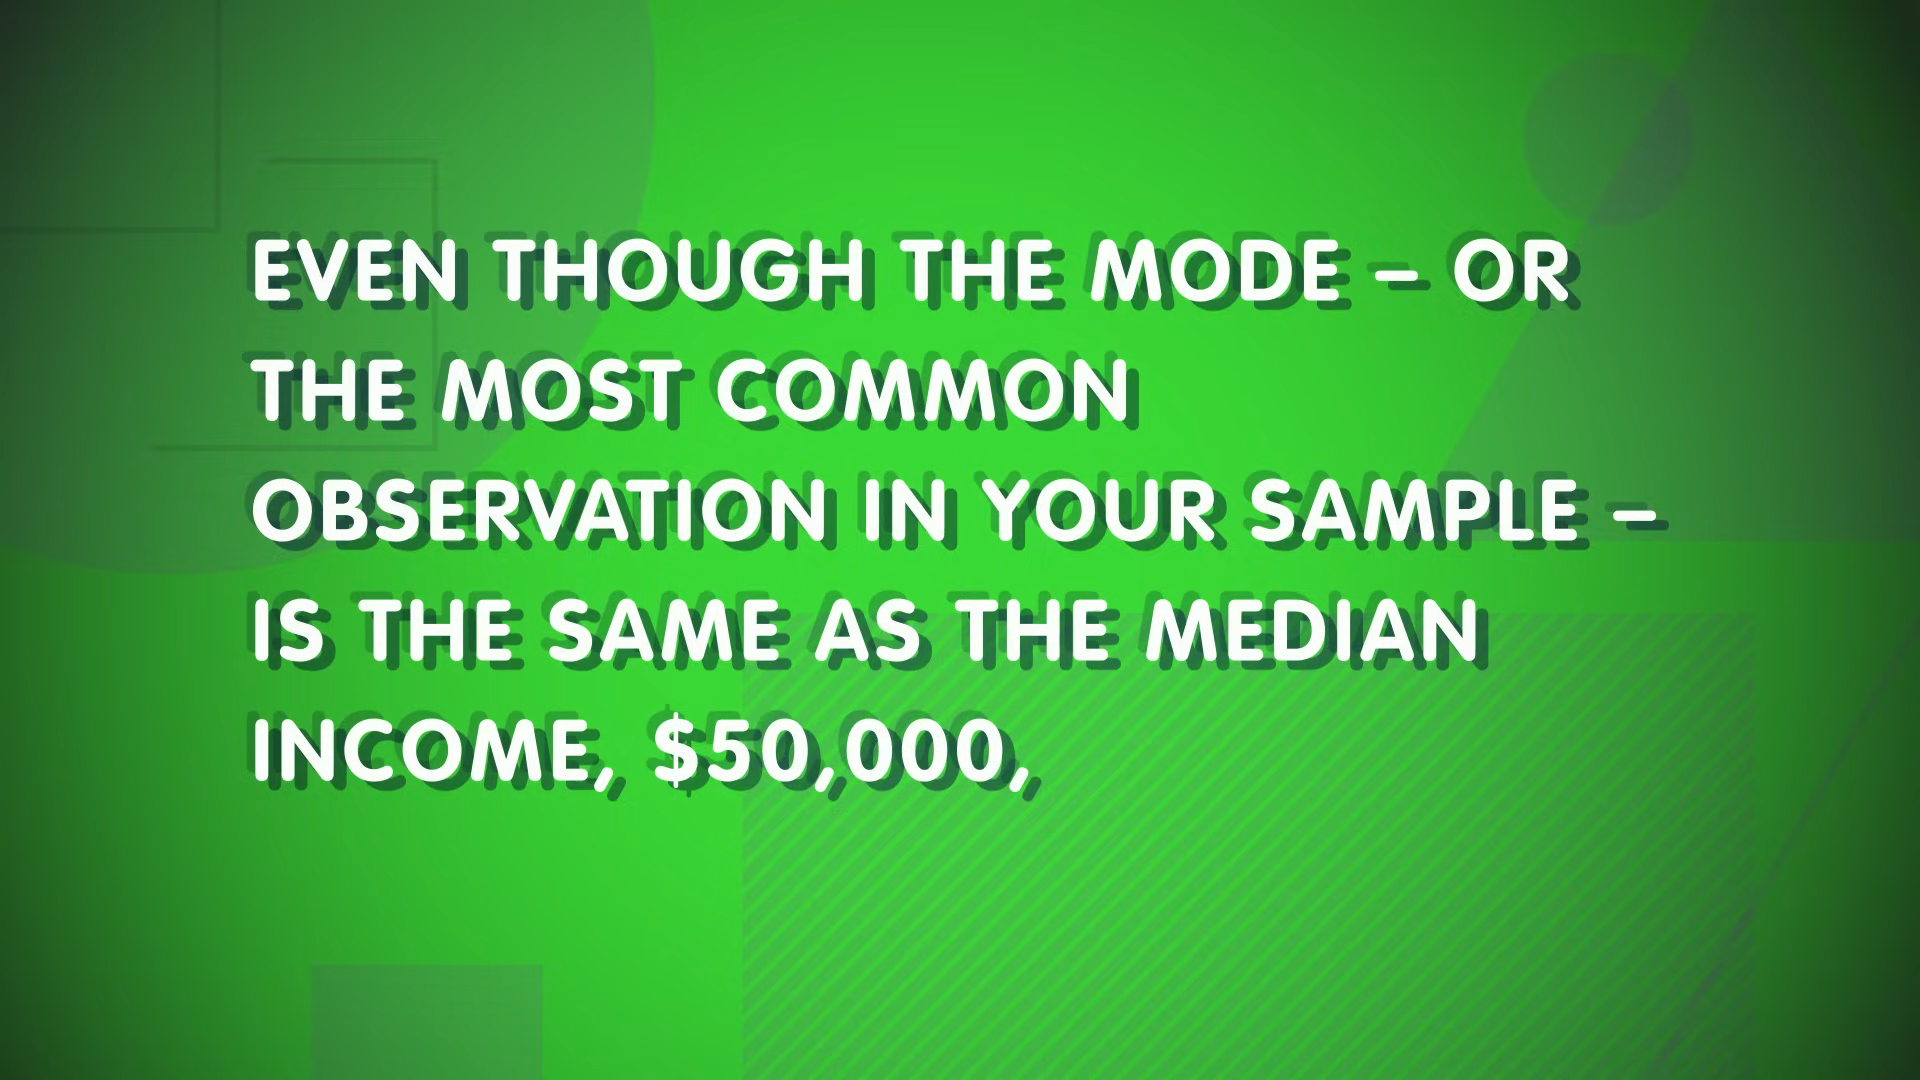 EVEN THOUGH THE MODE – OR
THE MOST COMMON
OBSERVATION IN YOUR SAMPLE –
IS THE SAME AS THE MEDIAN
INCOME, $50,000,